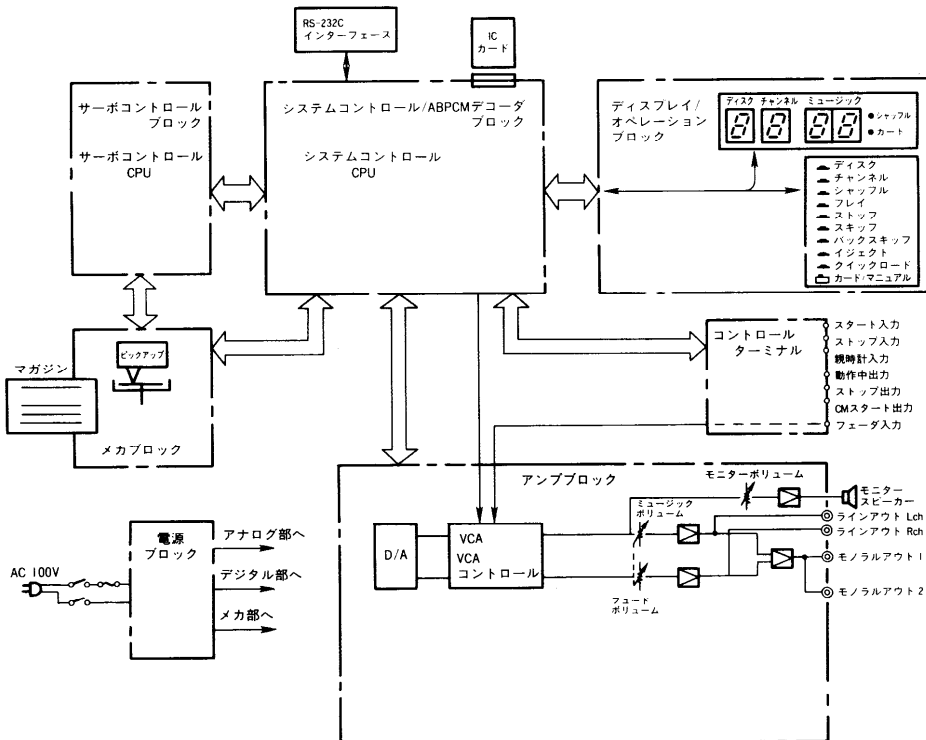 RS-232C
インターフェース
IC
カード
サーボコントロール
ブロック
サーボコントロール
CPU
システムコントロール/ABPCMデコーダ
ブロック
システムコントロール
CPU
ディスプレイ/
オペレーション
ブロック
ディスク チャンネル ミュージック
8 8 8 8
●シャッフル
●カート
ディスク
チャンネル
シャッフル
フレイ
ストッフ
スキッフ
バックスキッフ
イジェクト
クイックロード
カード/マニュアル
マガジン
ピックアップ
メカブロック
コントロール
ターミナル
スタート入力
ストップ入力
親時計入力
動作中出力
ストップ出力
CMスタート出力
フェーダ入力
電源
ブロック
AC 100V
アナログ部へ
デジタル部へ
メカ部へ
アンプブロック
D/A
VCA
VCA
コントロール
ミュージック
ボリューム
フュード
ボリューム
モニターボリューム
モニター
スピーカー
ラインアウト Lch
ラインアウト Rch
モノラルアウト 1
モノラルアウト 2